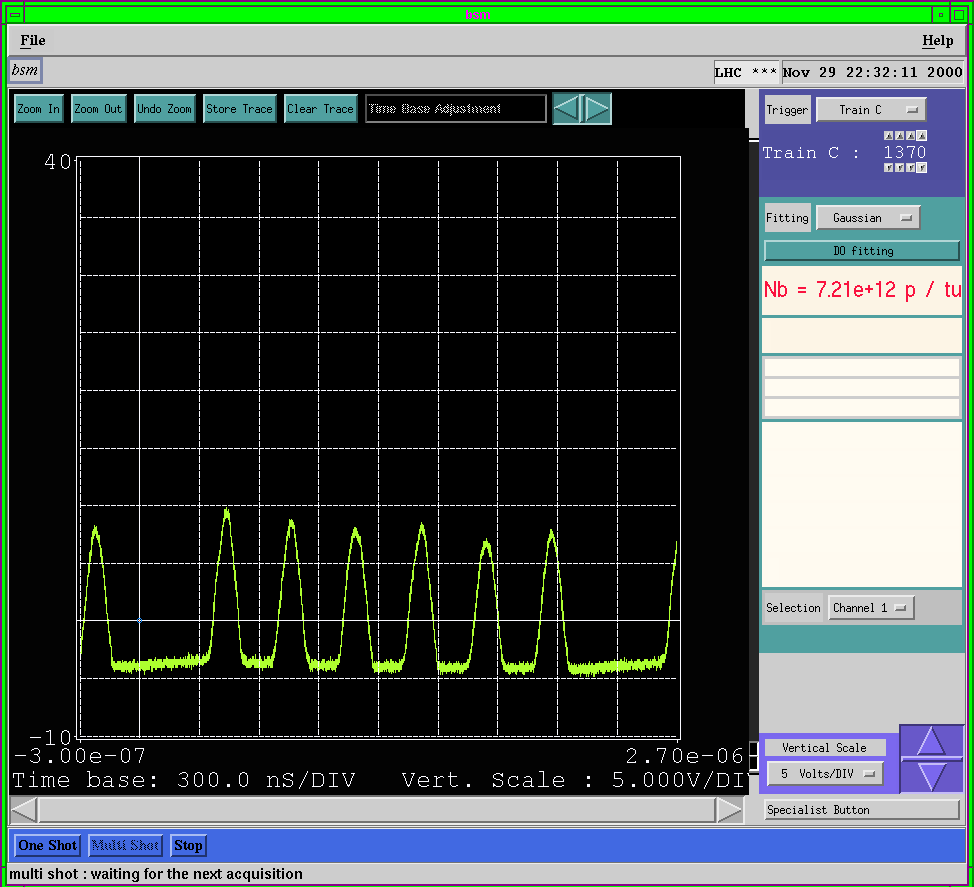 bsm
File Help
bsm LHC *** Nov 29 22:32:11 2000
Zoom In Zoom Out Undo Zoom Store Trace Clear Trace Time Base Adjustment
Trigger Train C
Train C : 1370
40
Fitting Gaussian
DO fitting
Nb = 7.21e+12 p / tu
Selection Channel 1
-10
-3.00e-07 2.70e-06
Time base: 300.0 nS/DIV Vert. Scale : 5.000V/DI
Vertical Scale
5 Volts/DIV
Specialist Button
One Shot Multi Shot Stop
multi shot : waiting for the next acquisition